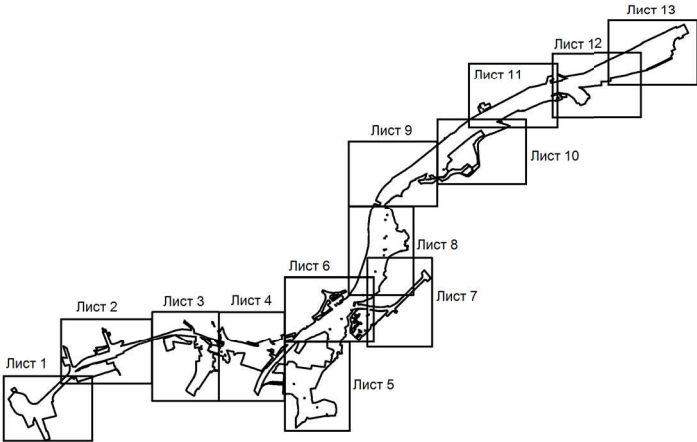 Лист 13
Лист 12
Лист 11
Лист 9
Лист 10
Лист 8
Лист 6
Лист 7
Лист 2
Лист 3
Лист 4
Лист 1
Лист 5